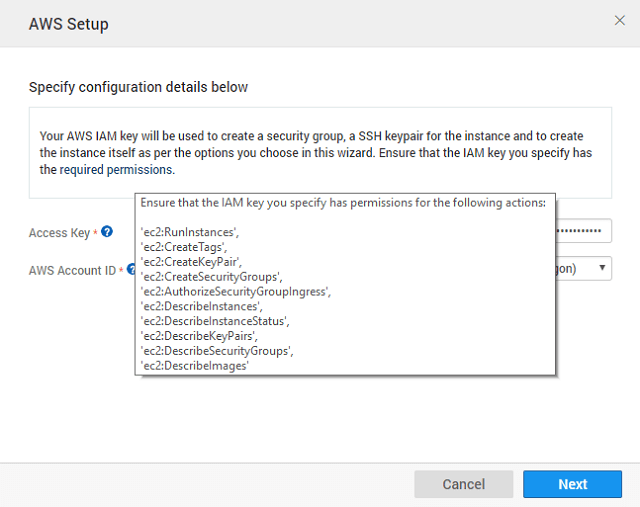 AWS Setup
Specify configuration details below
Your AWS IAM key will be used to create a security group, a SSH keypair for the instance and to create
the instance itself as per the options you choose in this wizard. Ensure that the IAM key you specify has
the required permissions.
Ensure that the IAM key you specify has permissions for the following actions:
Access Key * ?
'ec2:RunInstances',
'ec2:CreateTags',
'ec2:CreateKeyPair',
AWS Account ID *
'ec2:CreateSecurityGroups',
'ec2:AuthorizeSecurityGroupIngress',
'ec2:DescribeInstances',
'ec2:DescribeInstanceStatus',
'ec2:DescribeKeyPairs',
'ec2:DescribeSecurityGroups',
'ec2:DescribeImages'
Cancel
Next